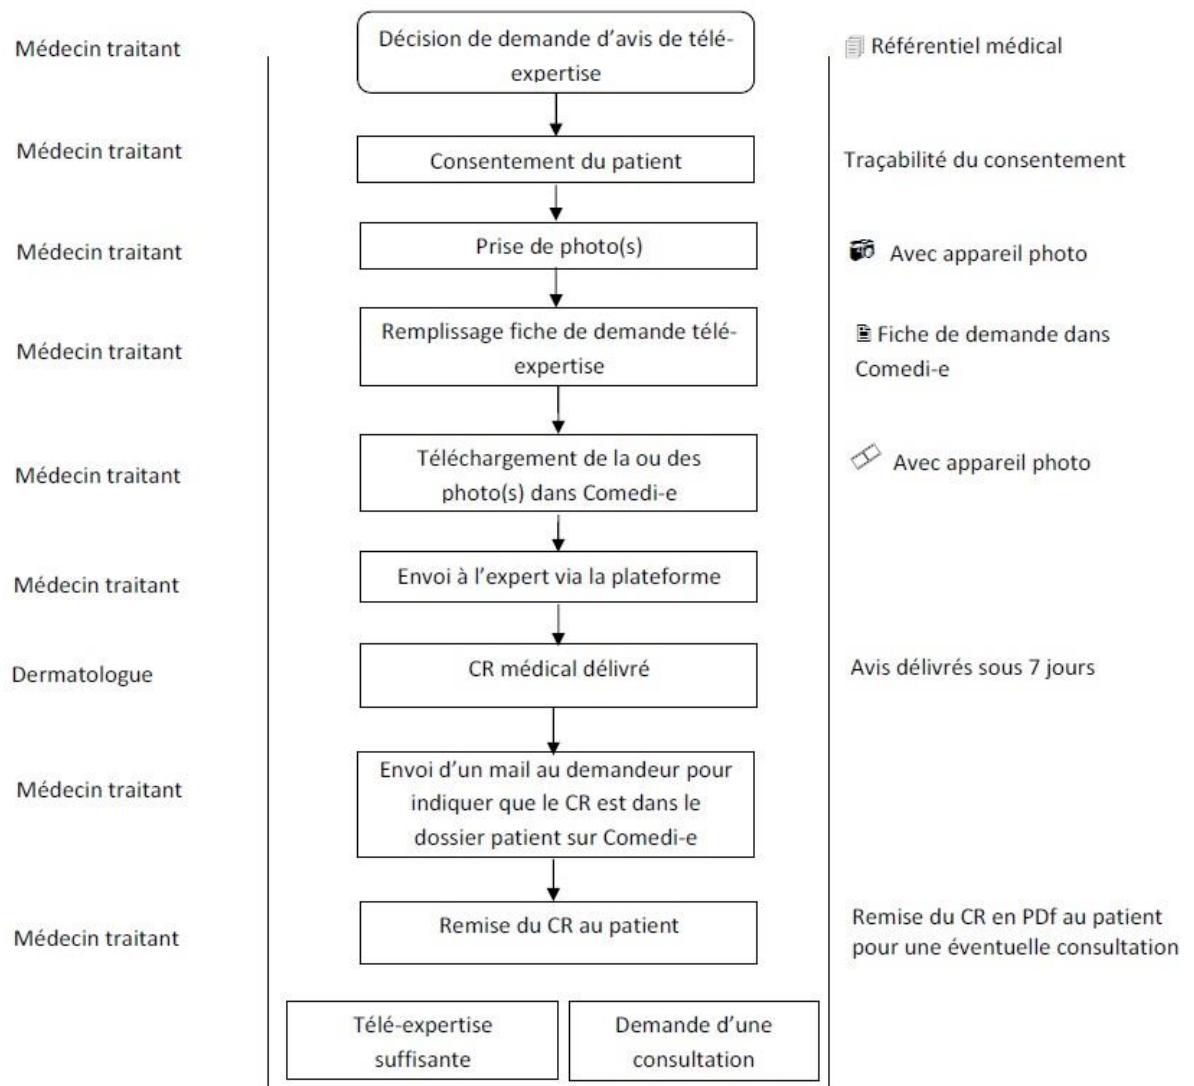 Médecin traitant
Décision de demande d'avis de télé-
expertise
Référentiel médical
Médecin traitant
Consentement du patient
Traçabilité du consentement
Médecin traitant
Prise de photo(s)
Avec appareil photo
Médecin traitant
Remplissage fiche de demande télé-
expertise
Fiche de demande dans
Comedi-e
Médecin traitant
Téléchargement de la ou des
photo(s) dans Comedi-e
Avec appareil photo
Médecin traitant
Envoi à l'expert via la plateforme
Dermatologue
CR médical délivré
Avis délivrés sous 7 jours
Médecin traitant
Envoi d'un mail au demandeur pour
indiquer que le CR est dans le
dossier patient sur Comedi-e
Médecin traitant
Remise du CR au patient
Remise du CR en PDf au patient
pour une éventuelle consultation
Télé-expertise
suffisante
Demande d'une
consultation